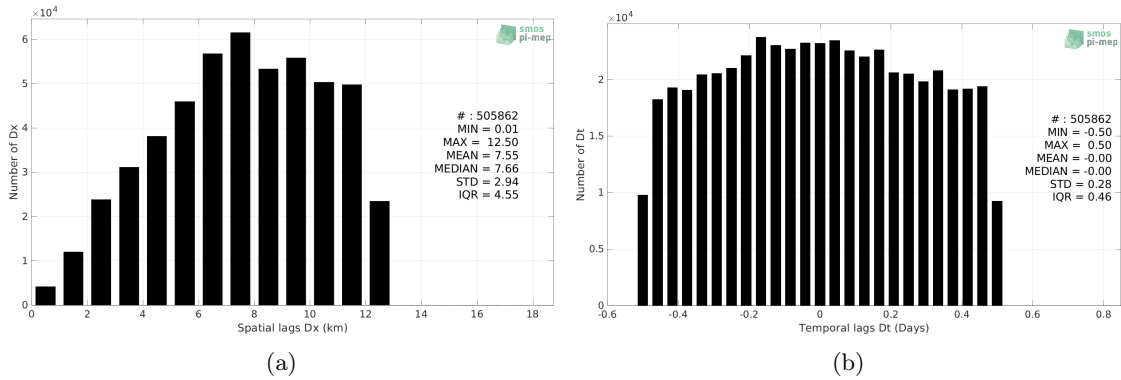 ×10⁴
6
5
4
3
2
1
0
Number of Dx
smos
pi-mep
# : 505862
MIN = 0.01
MAX = 12.50
MEAN = 7.55
MEDIAN = 7.66
STD = 2.94
IQR = 4.55
0 2 4 6 8 10 12 14 16 18
Spatial lags Dx (km)
(a)
×10⁴
2
1.5
1
0.5
0
Number of Dt
smos
pi-mep
# : 505862
MIN = -0.50
MAX = 0.50
MEAN = -0.00
MEDIAN = -0.00
STD = 0.28
IQR = 0.46
-0.6 -0.4 -0.2 0 0.2 0.4 0.6 0.8
Temporal lags Dt (Days)
(b)